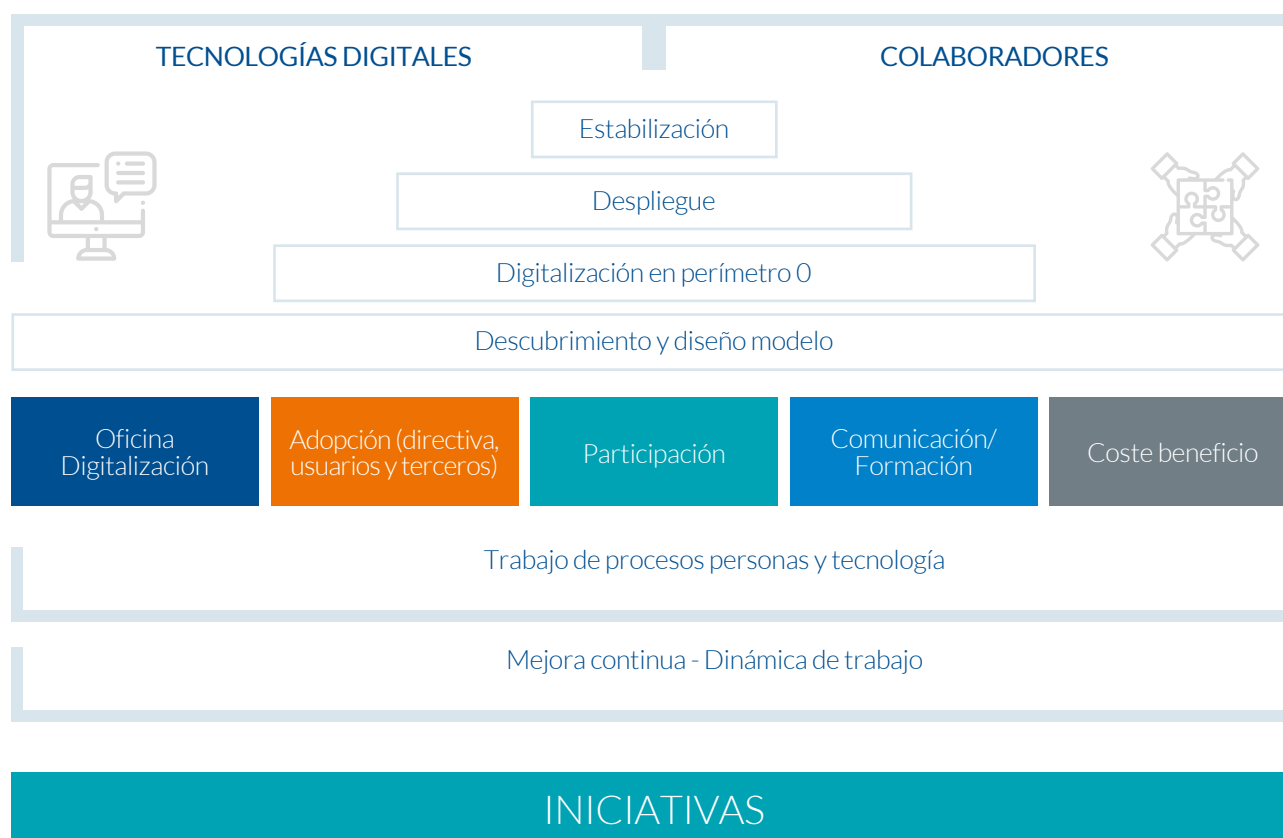 TECNOLOGÍAS DIGITALES
COLABORADORES
Estabilización
Despliegue
Digitalización en perímetro 0
Descubrimiento y diseño modelo
Oficina
Digitalización
Adopción (directiva,
usuarios y terceros)
Participación
Comunicación/
Formación
Coste beneficio
Trabajo de procesos personas y tecnología
Mejora continua - Dinámica de trabajo
INICIATIVAS